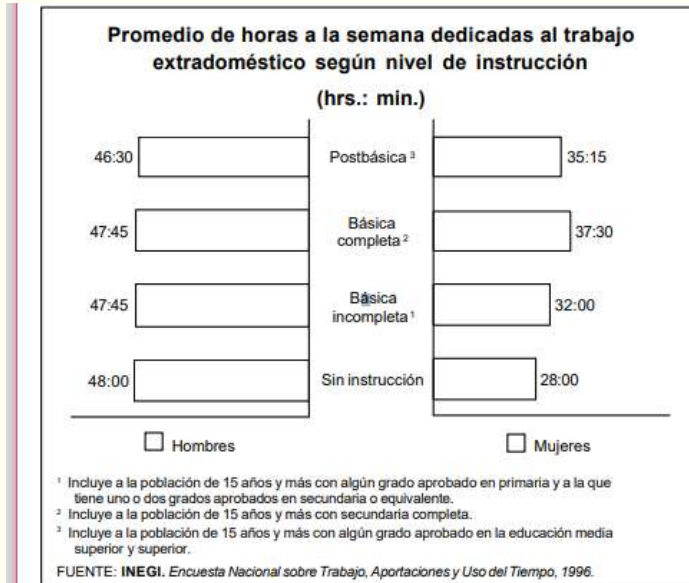 Promedio de horas a la semana dedicadas al trabajo
extradoméstico según nivel de instrucción
(hrs.: min.)
46:30 Postbásica ³ 35:15
Básica
47:45 completa ² 37:30
Básica
47:45 incompleta ¹ 32:00
48:00 Sin instrucción 28:00
Hombres Mujeres
¹ Incluye a la población de 15 años y más con algún grado aprobado en primaria y a la que
tiene uno o dos grados aprobados en secundaria o equivalente.
² Incluye a la población de 15 años y más con secundaria completa.
³ Incluye a la población de 15 años y más con algún grado aprobado en la educación media
superior y superior.
FUENTE: INEGI. Encuesta Nacional sobre Trabajo, Aportaciones y Uso del Tiempo, 1996.